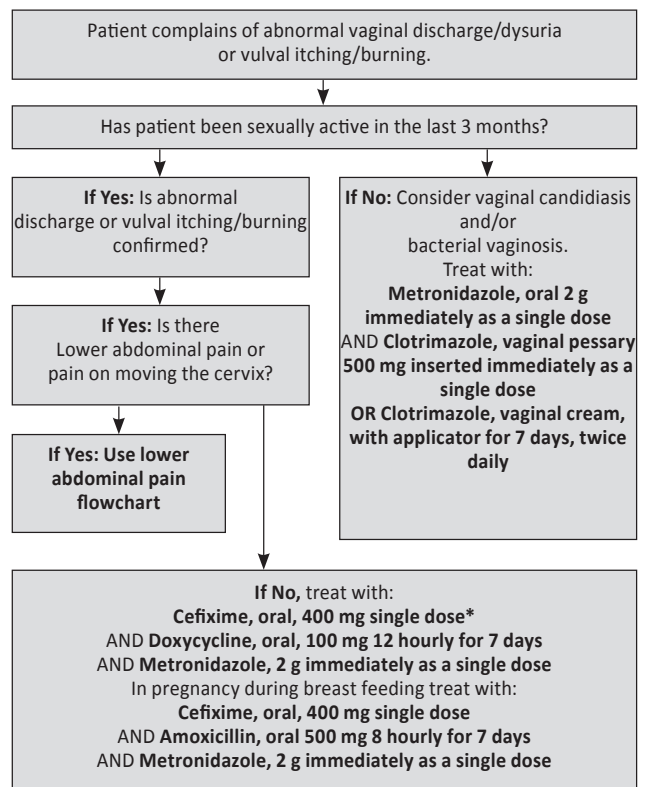 Patient complains of abnormal vaginal discharge/dysuria
or vulval itching/burning.
Has patient been sexually active in the last 3 months?
If Yes: Is abnormal
discharge or vulval itching/burning
confirmed?
If No: Consider vaginal candidiasis
and/or
bacterial vaginosis.
Treat with:
Metronidazole, oral 2 g
immediately as a single dose
AND Clotrimazole, vaginal pessary
500 mg inserted immediately as a
single dose
OR Clotrimazole, vaginal cream,
with applicator for 7 days, twice
daily
If Yes: Is there
Lower abdominal pain or
pain on moving the cervix?
If Yes: Use lower
abdominal pain
flowchart
If No, treat with:
Cefixime, oral, 400 mg single dose*
AND Doxycycline, oral, 100 mg 12 hourly for 7 days
AND Metronidazole, 2 g immediately as a single dose
In pregnancy during breast feeding treat with:
Cefixime, oral, 400 mg single dose
AND Amoxicillin, oral 500 mg 8 hourly for 7 days
AND Metronidazole, 2 g immediately as a single dose